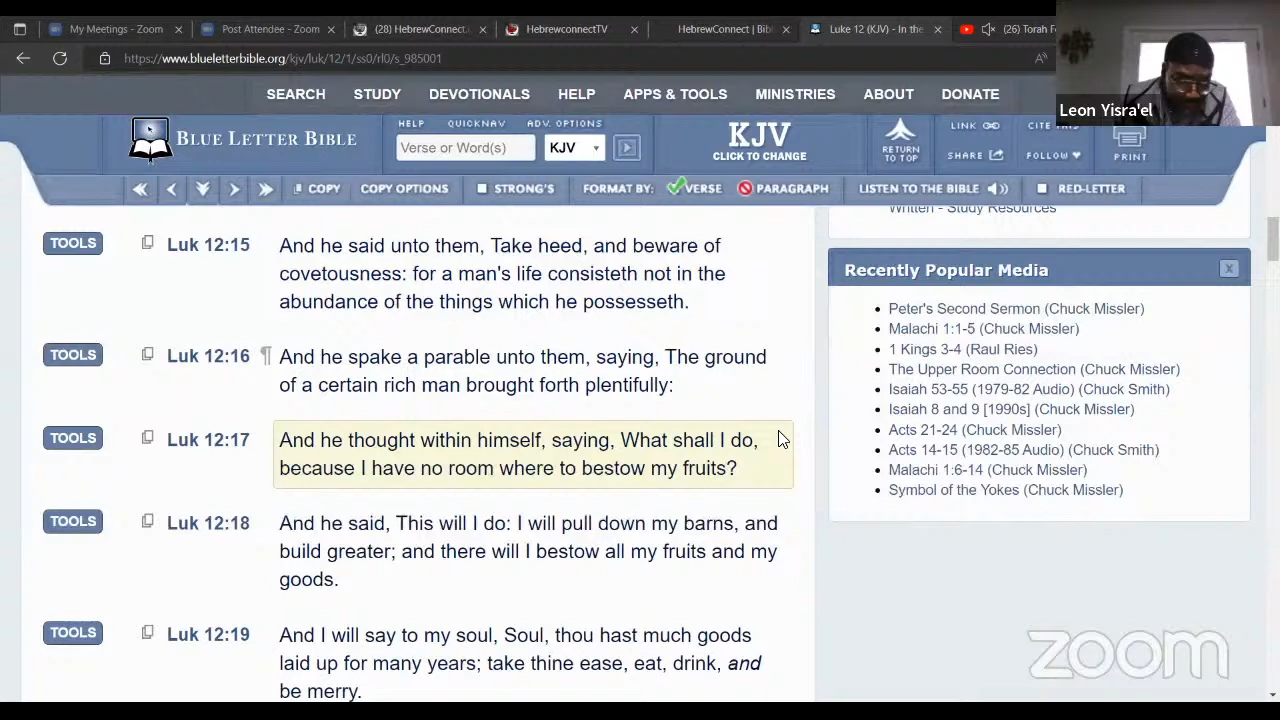 My Meetings - Zoom
Post Attendee - Zoom
(28) HebrewConnect.
HebrewconnectTV
HebrewConnect | Bibl
Luke 12 (KJV) - In the
(26) Torah Fo
https://www.blueletterbible.org/kjv/luk/12/1/ss0/rl0/s_985001
Leon Yisra'el
SEARCH STUDY DEVOTIONALS HELP APPS & TOOLS MINISTRIES ABOUT DONATE
BLUE LETTER BIBLE
HELP QUICKNAV ADV. OPTIONS
Verse or Word(s)
KJV
KJV
CLICK TO CHANGE
RETURN
TO TOP
LINK
CITE THIS
SHARE
FOLLOW
PRINT
COPY COPY OPTIONS STRONG'S FORMAT BY: VERSE PARAGRAPH LISTEN TO THE BIBLE RED-LETTER
TOOLS
Luk 12:15
And he said unto them, Take heed, and beware of
covetousness: for a man's life consisteth not in the
abundance of the things which he possesseth.
TOOLS
Luk 12:16
¶ And he spake a parable unto them, saying, The ground
of a certain rich man brought forth plentifully:
TOOLS
Luk 12:17
And he thought within himself, saying, What shall I do,
because I have no room where to bestow my fruits?
TOOLS
Luk 12:18
And he said, This will I do: I will pull down my barns, and
build greater; and there will I bestow all my fruits and my
goods.
TOOLS
Luk 12:19
And I will say to my soul, Soul, thou hast much goods
laid up for many years; take thine ease, eat, drink, and
be merry.
Written - Study Resources
Recently Popular Media
Peter's Second Sermon (Chuck Missler)
Malachi 1:1-5 (Chuck Missler)
1 Kings 3-4 (Raul Ries)
The Upper Room Connection (Chuck Missler)
Isaiah 53-55 (1979-82 Audio) (Chuck Smith)
Isaiah 8 and 9 [1990s] (Chuck Missler)
Acts 21-24 (Chuck Missler)
Acts 14-15 (1982-85 Audio) (Chuck Smith)
Malachi 1:6-14 (Chuck Missler)
Symbol of the Yokes (Chuck Missler)
zoom